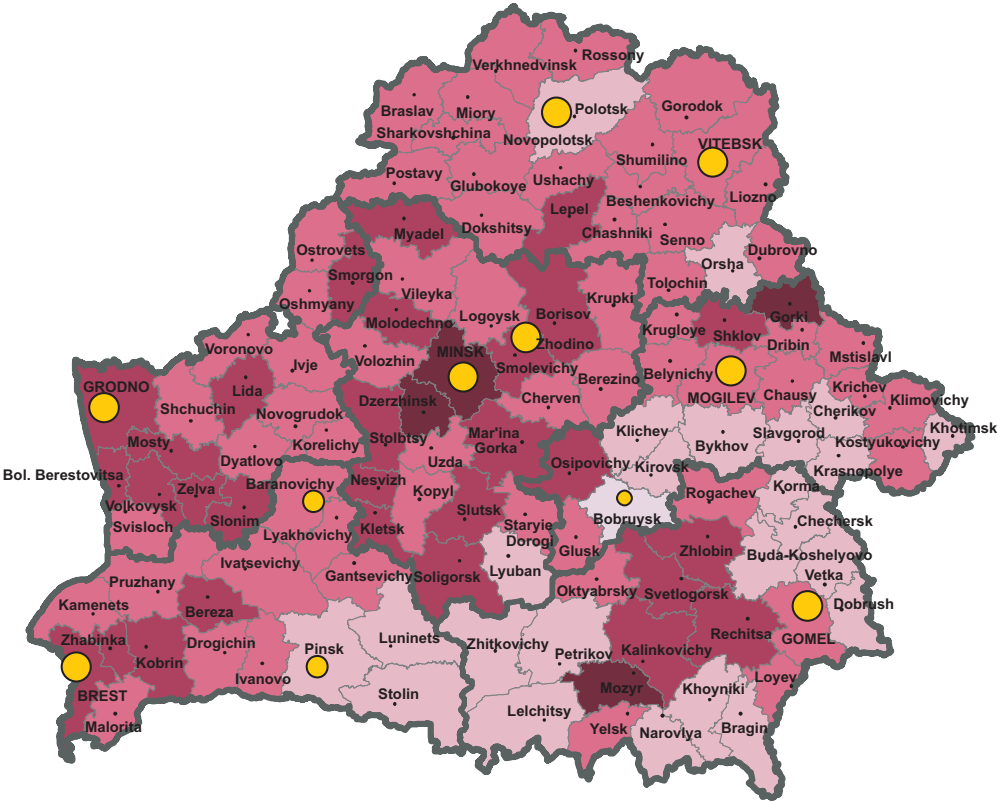 Rossony
Verkhnedvinsk
Braslav
Miory
Polotsk
Gorodok
Sharkovshchina
Novopolotsk
VITEBSK
Shumilino
Postavy
Glubokoye
Ushachy
Beshenkovichy
Liozno
Lepel
Dokshitsy
Chashniki
Myadel
Senno
Ostrovets
Orsha
Dubrovno
Smorgon
Tolochin
Oshmyany
Vileyka
Krupki
Logoysk
Borisov
Gorki
Molodechno
Krugloye
Shklov
Zhodino
Dribin
Voronovo
MINSK
Mstislavl
Volozhin
Ivje
Smolevichy
Belynichy
GRODNO
Berezino
Krichev
Lida
Dzerzhinsk
Cherven
MOGILEV
Chausy
Klimovichy
Shchuchin
Novogrudok
Cherikov
Khotimsk
Klichev
Slavgorod
Mosty
Korelichy
Stolbtsy
Mar'ina
Gorka
Bykhov
Kostyukovichy
Dyatlovo
Uzda
Osipovichy
Kirovsk
Krasnopolye
Bol. Berestovitsa
Baranovichy
Nesvizh
Zelva
Kopyl
Rogachev
Korma
Volkovysk
Slutsk
Bobruysk
Svisloch
Slonim
Kletsk
Staryie
Dorogi
Chechersk
Lyakhovichy
Glusk
Zhlobin
Buda-Koshelyovo
Ivatsevichy
Gantsevichy
Soligorsk
Lyuban
Vetka
Pruzhany
Oktyabrsky
Svetlogorsk
Kamenets
Bereza
Dobrush
Zhabinka
Drogichin
Luninets
Zhitkovichy
Rechitsa
GOMEL
Kobrin
Pinsk
Petrikov
Kalinkovichy
Ivanovo
Loyev
BREST
Stolin
Mozyr
Khoyniki
Malorita
Lelchitsy
Yelsk
Narovlya
Bragin